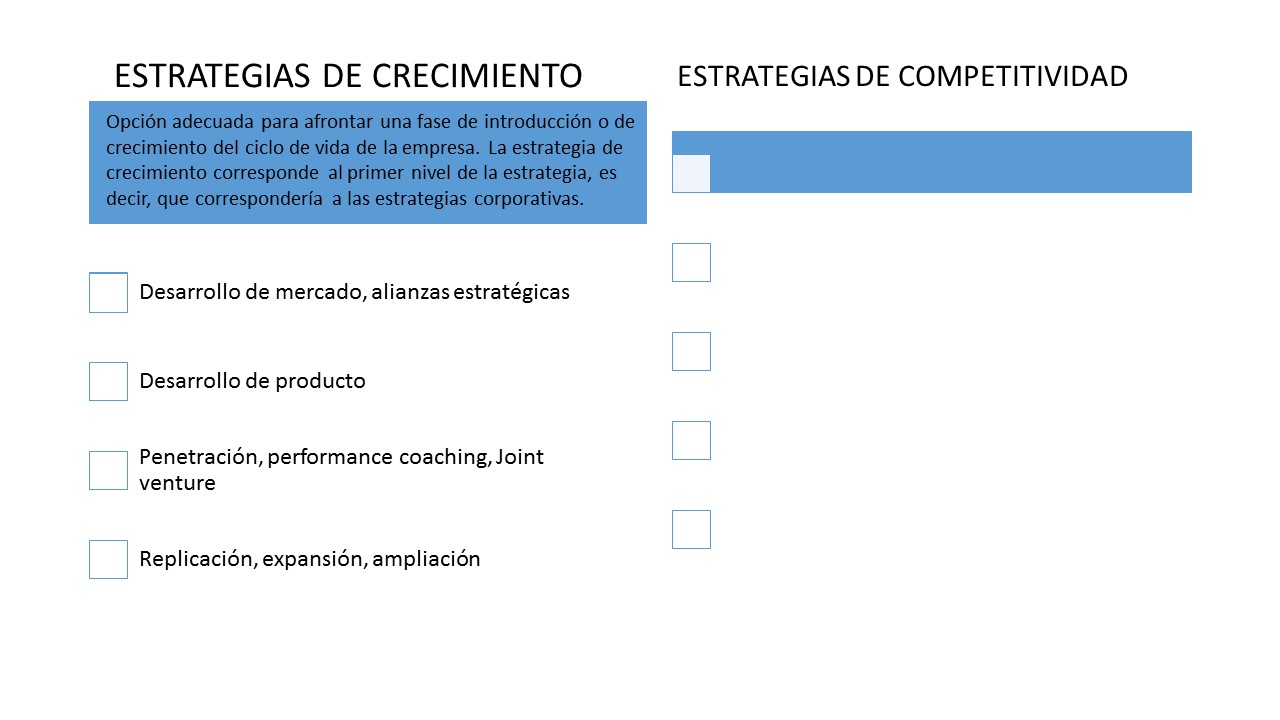 ESTRATEGIAS DE CRECIMIENTO
Opción adecuada para afrontar una fase de introducción o de
crecimiento del ciclo de vida de la empresa. La estrategia de
crecimiento corresponde al primer nivel de la estrategia, es
decir, que correspondería a las estrategias corporativas.
Desarrollo de mercado, alianzas estratégicas
Desarrollo de producto
Penetración, performance coaching, Joint
venture
Replicación, expansión, ampliación
ESTRATEGIAS DE COMPETITIVIDAD